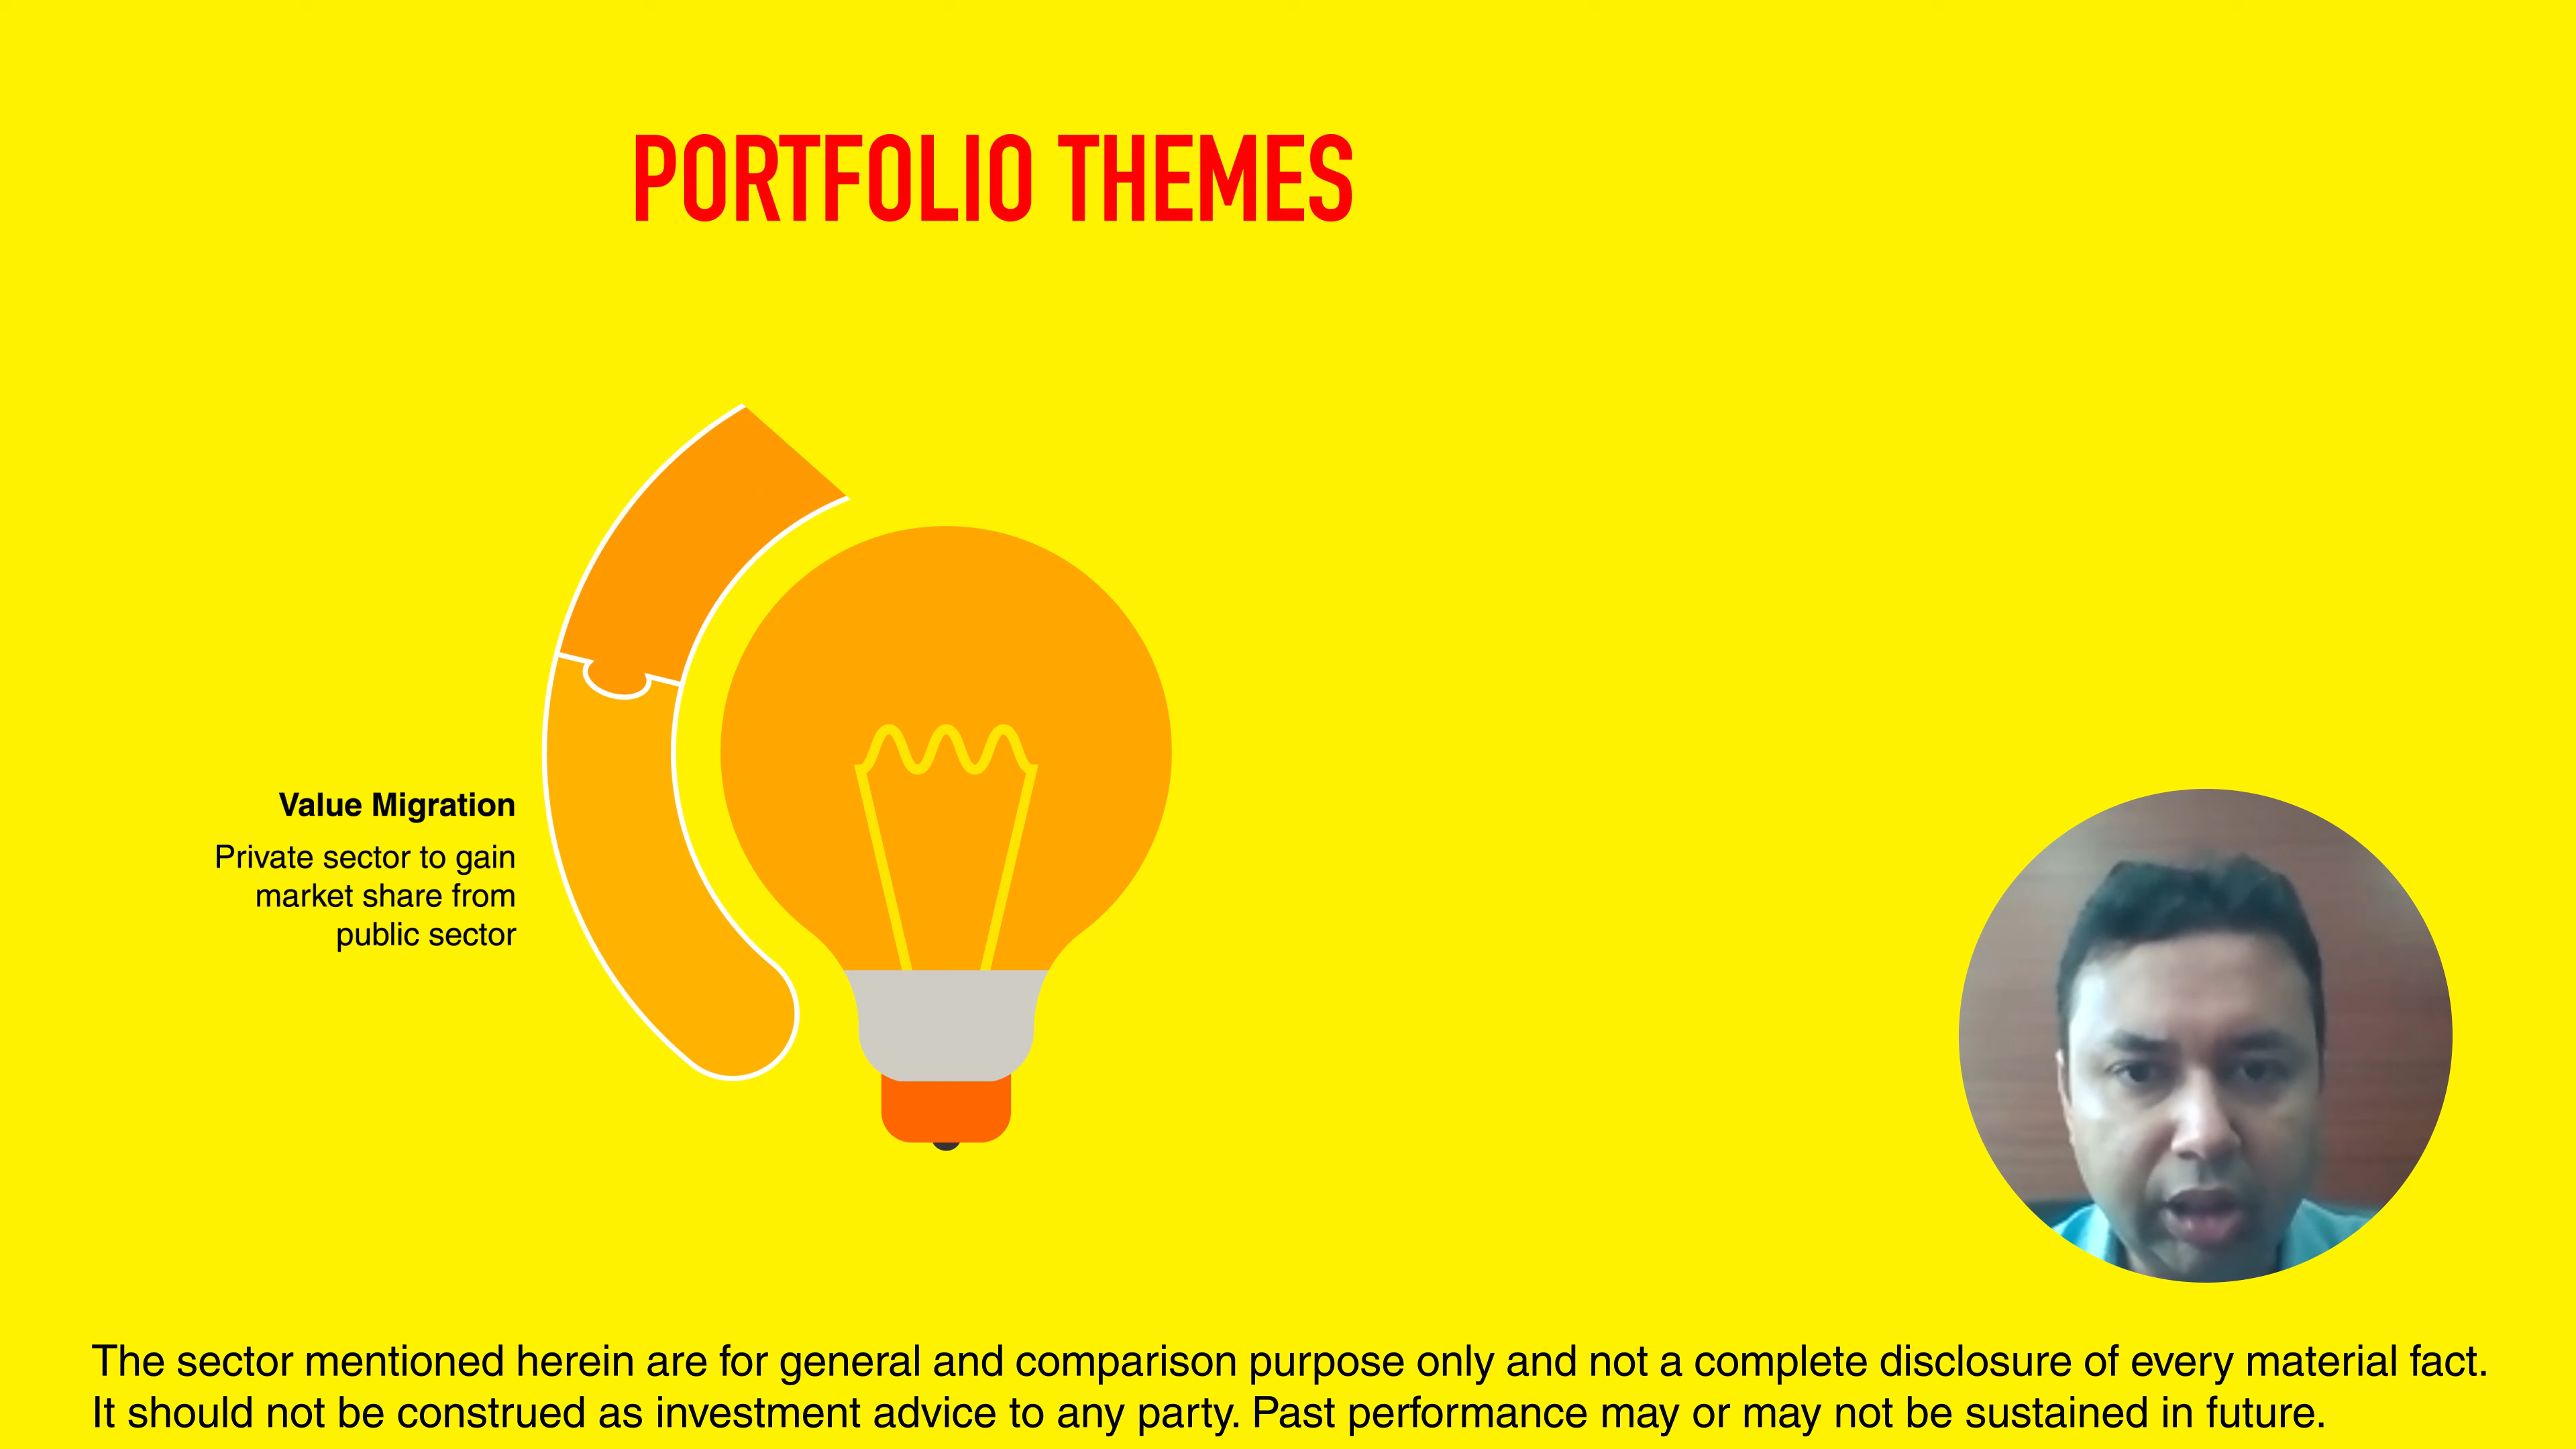 PORTFOLIO THEMES
Value Migration
Private sector to gain
market share from
public sector
The sector mentioned herein are for general and comparison purpose only and not a complete disclosure of every material fact.
It should not be construed as investment advice to any party. Past performance may or may not be sustained in future.